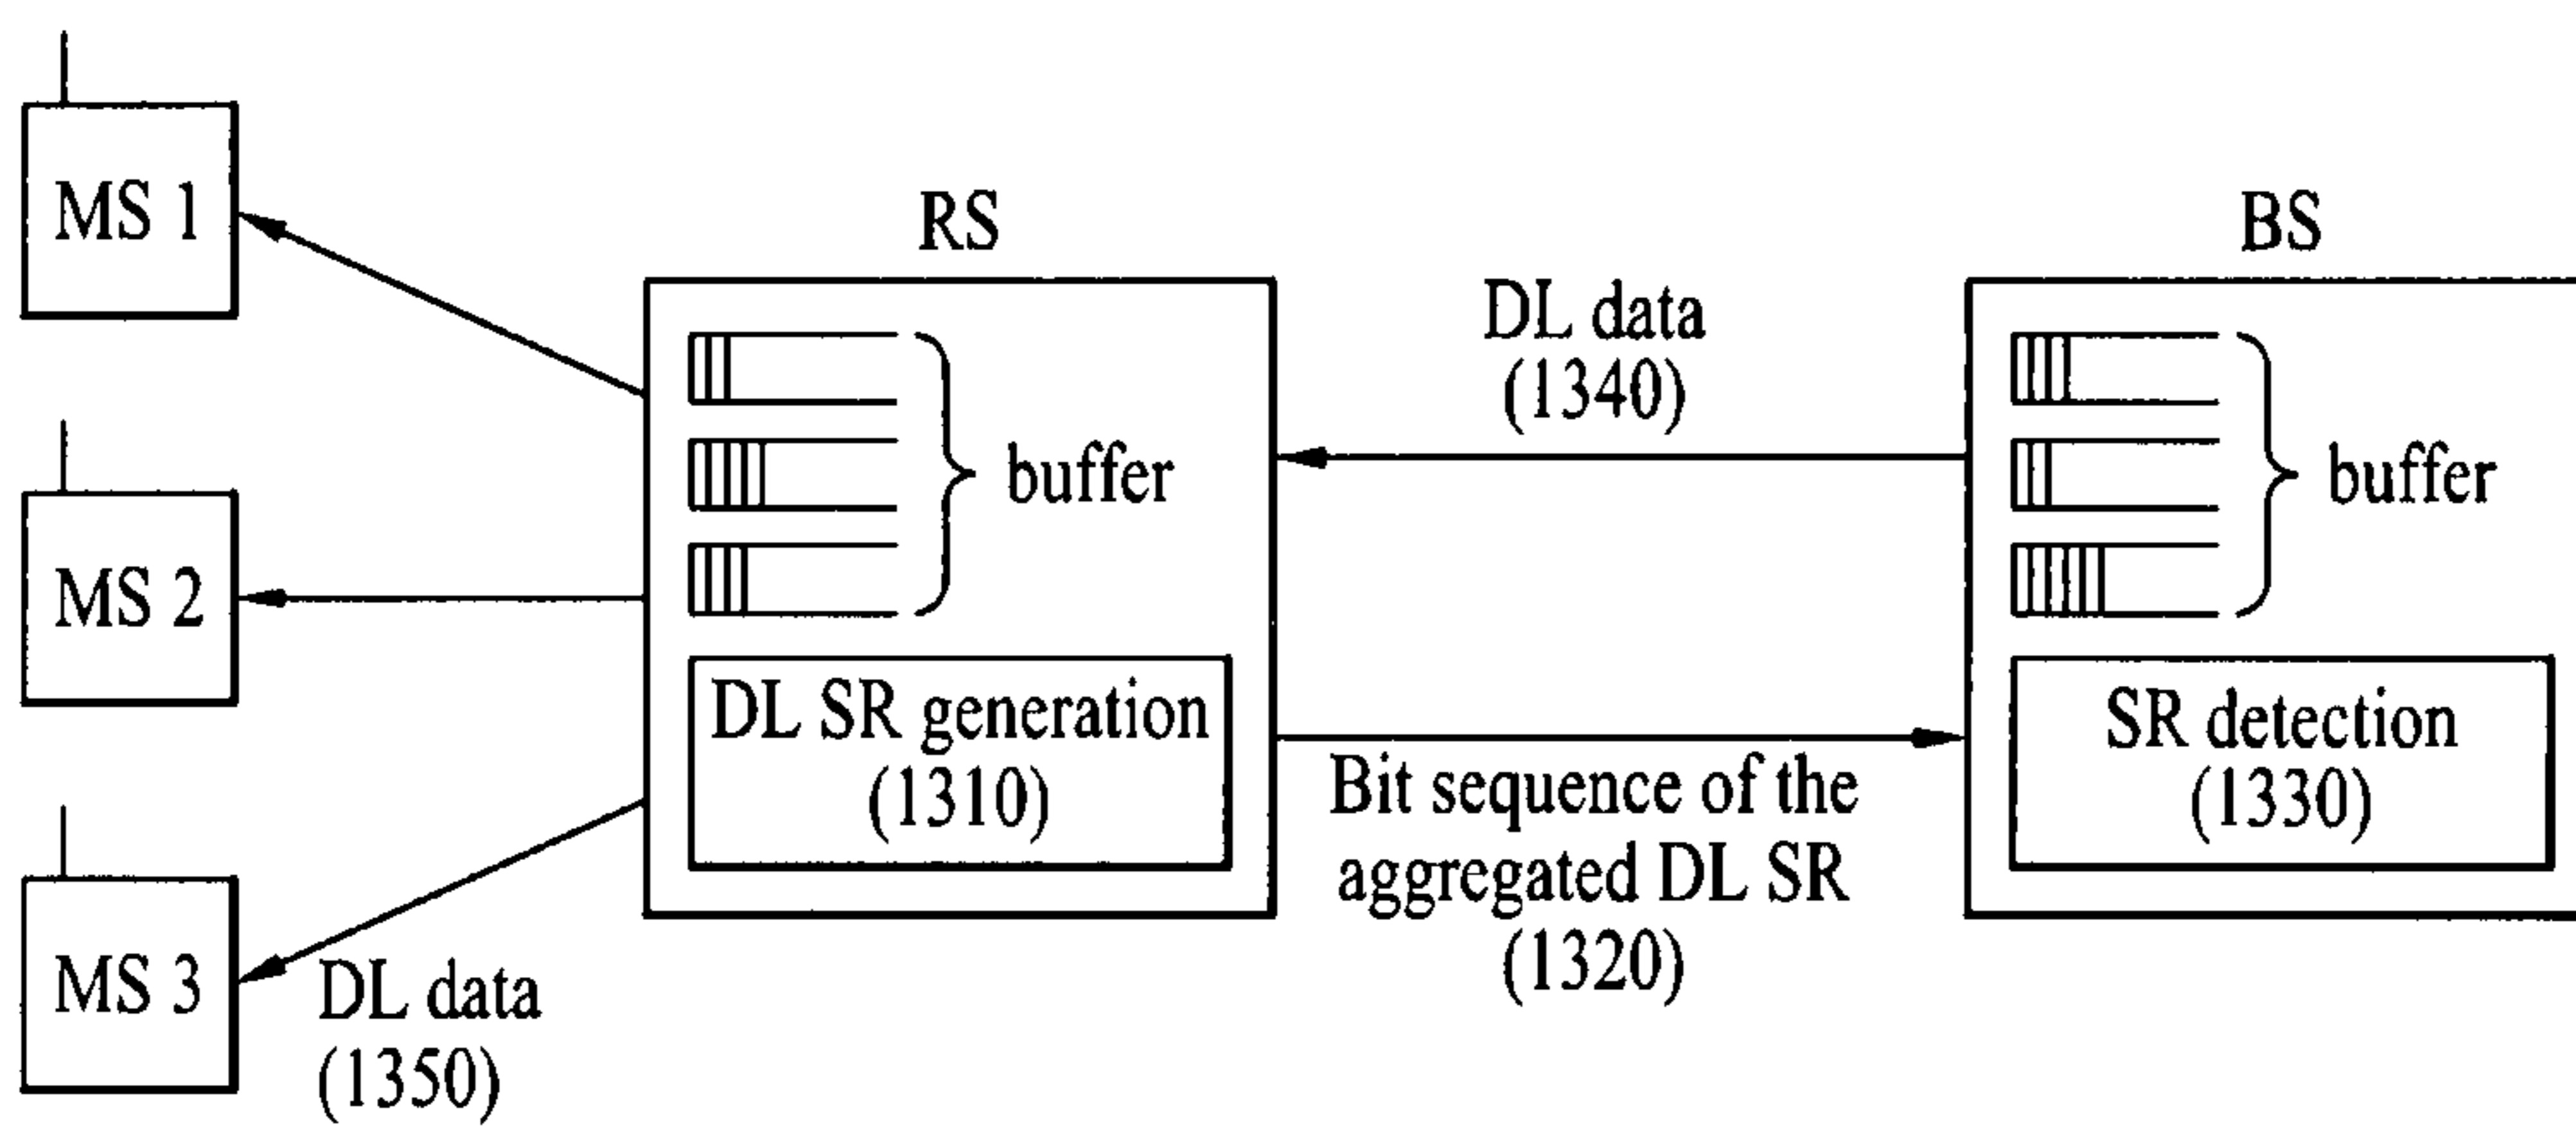 MS 1
MS 2
MS 3
DL data
(1350)
RS
buffer
DL SR generation
(1310)
DL data
(1340)
Bit sequence of the
aggregated DL SR
(1320)
BS
buffer
SR detection
(1330)